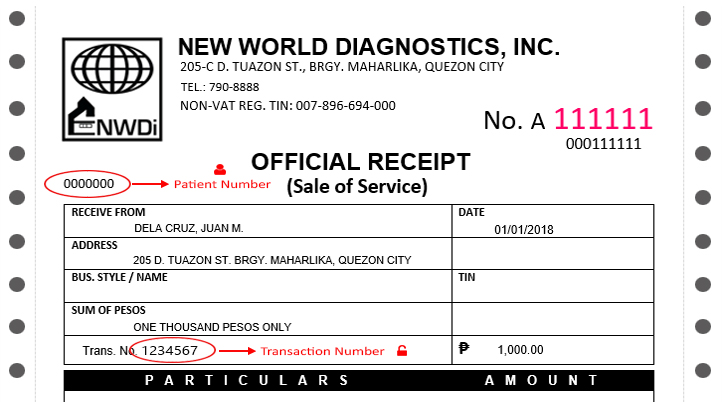 NEW WORLD DIAGNOSTICS, INC.
205-C D. TUAZON ST., BRGY. MAHARLIKA, QUEZON CITY
TEL.: 790-8888
NON-VAT REG. TIN: 007-896-694-000
NWDi
No. A 111111
000111111
OFFICIAL RECEIPT
0000000 Patient Number (Sale of Service)
RECEIVE FROM DATE
DELA CRUZ, JUAN M. 01/01/2018
ADDRESS
205 D. TUAZON ST. BRGY. MAHARLIKA, QUEZON CITY
BUS. STYLE / NAME TIN
SUM OF PESOS
ONE THOUSAND PESOS ONLY
Trans. No. 1234567 Transaction Number ₱ 1,000.00
PARTICULARS AMOUNT